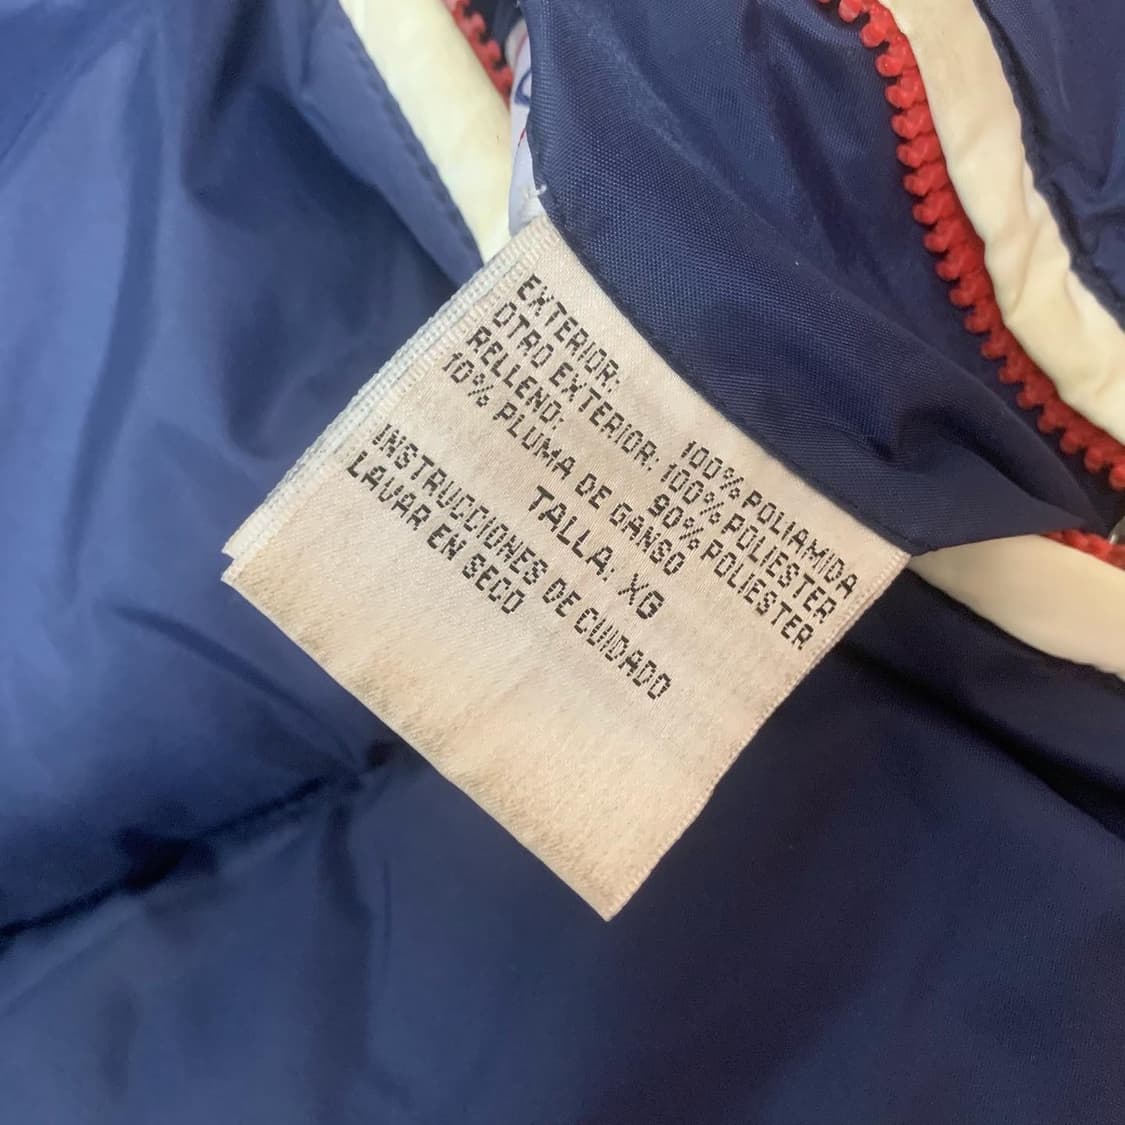 EXTERIOR: 100% POLIAMIDA
OTRO EXTERIOR: 100% POLIESTER
RELLENO: 90% POLIESTER
10% PLUMA DE GANSO
TALLA: XG
INSTRUCCIONES DE CUIDADO
LAVAR EN SECO